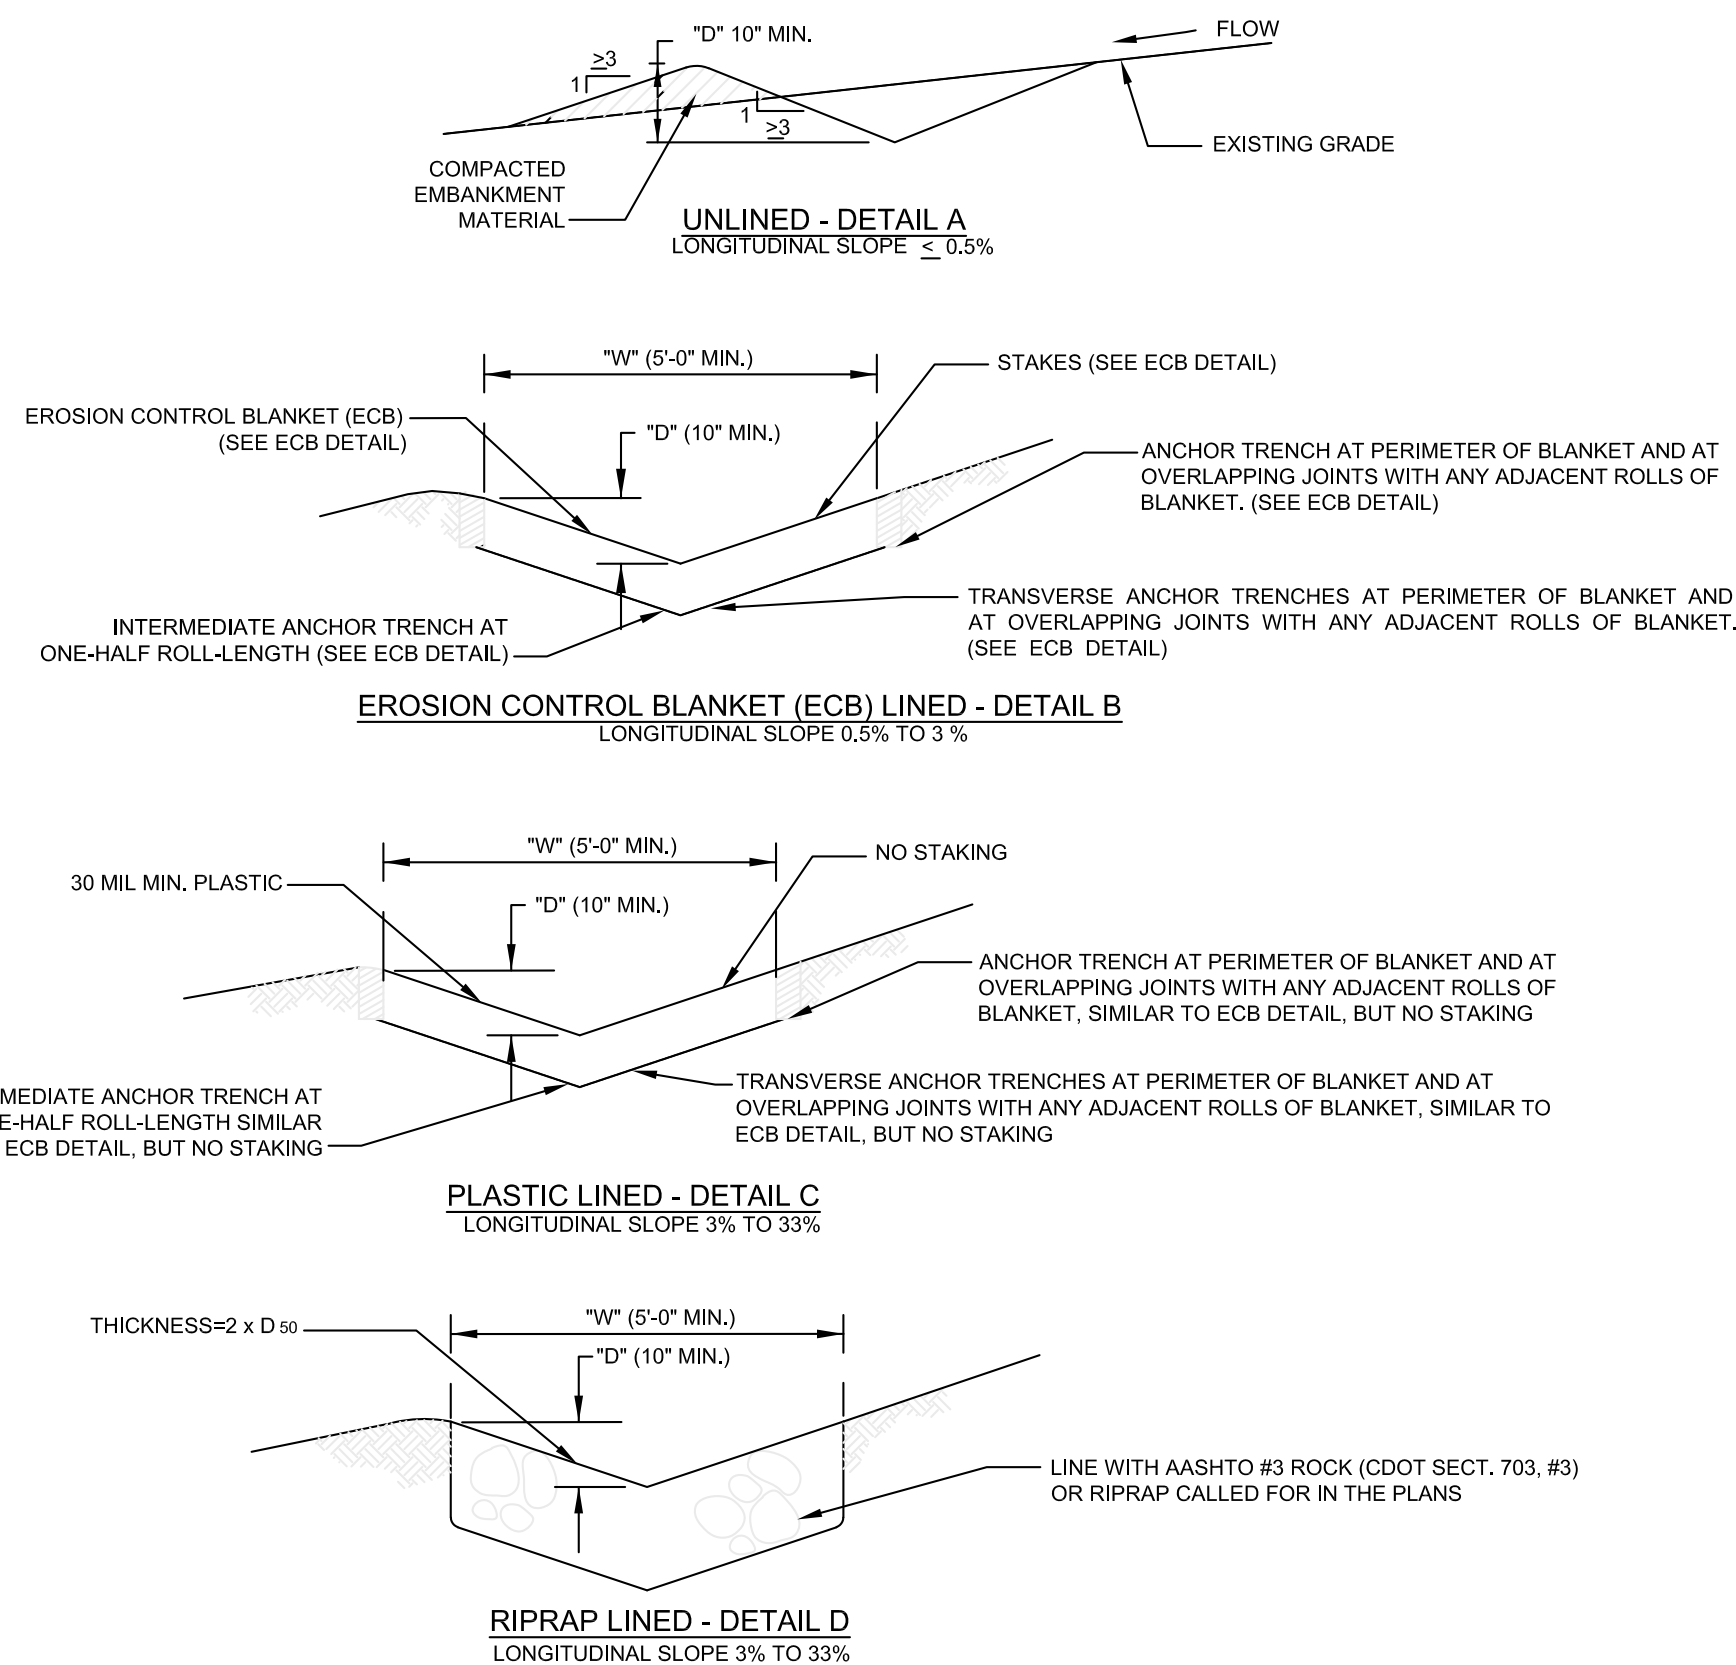 "D" 10" MIN.
FLOW
≥3
1
1
≥3
EXISTING GRADE
COMPACTED
EMBANKMENT
MATERIAL
UNLINED - DETAIL A
LONGITUDINAL SLOPE ≤ 0.5%
"W" (5'-0" MIN.)
STAKES (SEE ECB DETAIL)
EROSION CONTROL BLANKET (ECB)
(SEE ECB DETAIL)
"D" (10" MIN.)
ANCHOR TRENCH AT PERIMETER OF BLANKET AND AT
OVERLAPPING JOINTS WITH ANY ADJACENT ROLLS OF
BLANKET. (SEE ECB DETAIL)
INTERMEDIATE ANCHOR TRENCH AT
ONE-HALF ROLL-LENGTH (SEE ECB DETAIL)
TRANSVERSE ANCHOR TRENCHES AT PERIMETER OF BLANKET AND
AT OVERLAPPING JOINTS WITH ANY ADJACENT ROLLS OF BLANKET.
(SEE ECB DETAIL)
EROSION CONTROL BLANKET (ECB) LINED - DETAIL B
LONGITUDINAL SLOPE 0.5% TO 3 %
"W" (5'-0" MIN.)
NO STAKING
30 MIL MIN. PLASTIC
"D" (10" MIN.)
ANCHOR TRENCH AT PERIMETER OF BLANKET AND AT
OVERLAPPING JOINTS WITH ANY ADJACENT ROLLS OF
BLANKET, SIMILAR TO ECB DETAIL, BUT NO STAKING
MEDIATE ANCHOR TRENCH AT
E-HALF ROLL-LENGTH SIMILAR
ECB DETAIL, BUT NO STAKING
TRANSVERSE ANCHOR TRENCHES AT PERIMETER OF BLANKET AND AT
OVERLAPPING JOINTS WITH ANY ADJACENT ROLLS OF BLANKET, SIMILAR TO
ECB DETAIL, BUT NO STAKING
PLASTIC LINED - DETAIL C
LONGITUDINAL SLOPE 3% TO 33%
THICKNESS=2 x D 50
"W" (5'-0" MIN.)
"D" (10" MIN.)
LINE WITH AASHTO #3 ROCK (CDOT SECT. 703, #3)
OR RIPRAP CALLED FOR IN THE PLANS
RIPRAP LINED - DETAIL D
LONGITUDINAL SLOPE 3% TO 33%